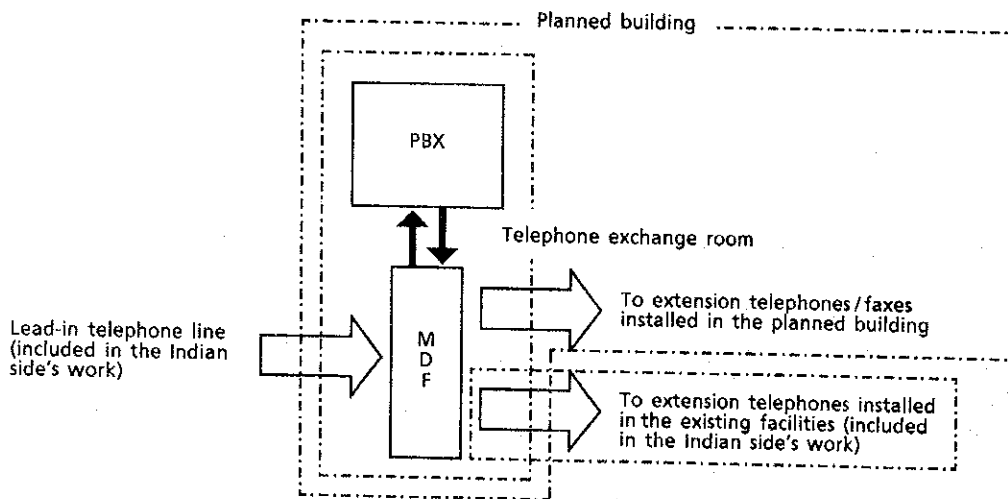 Planned building
PBX
Telephone exchange room
To extension telephones/faxes
installed in the planned building
Lead-in telephone line
(included in the Indian
side's work)
M
D
F
To extension telephones installed
in the existing facilities (included
in the Indian side's work)